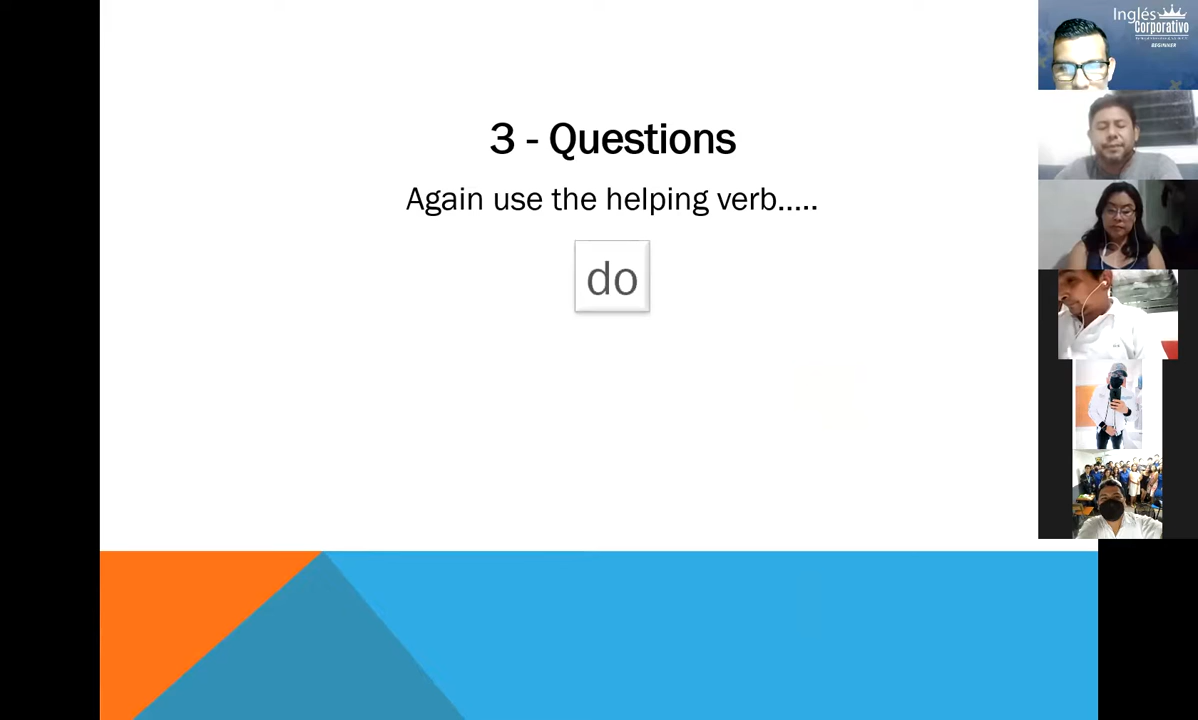 3 - Questions
Again use the helping verb.....
do
Inglés
Corporativo
BEGINNER